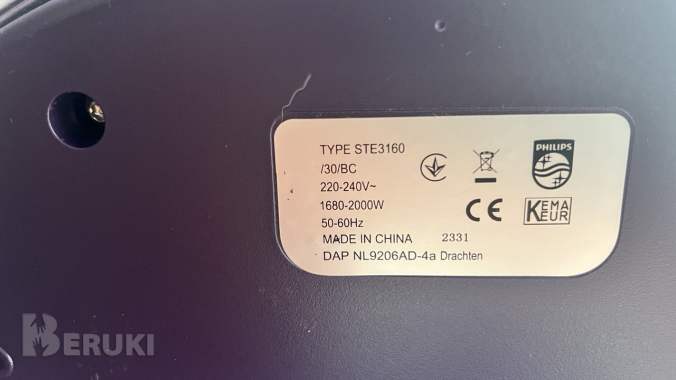 TYPE STE3160
/30/BC
220-240V~
1680-2000W
50-60Hz
MADE IN CHINA 2331
DAP NL9206AD-4a Drachten
PHILIPS
CE
KEMA
KEUR
BERUKI